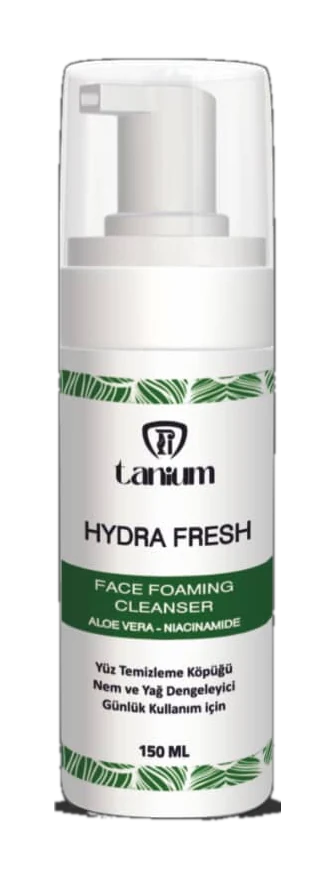 Ti
tanium
HYDRA FRESH
FACE FOAMING
CLEANSER
ALOE VERA - NIACINAMIDE
Yüz Temizleme Köpüğü
Nem ve Yağ Dengeleyici
Günlük Kullanım için
150 ML